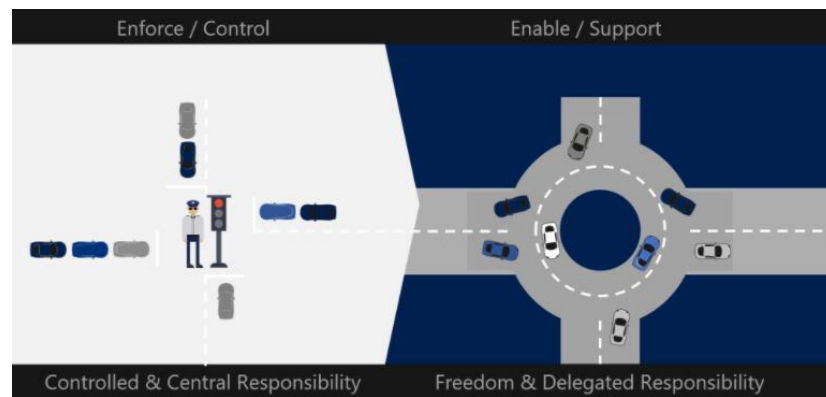 Enforce / Control
Enable / Support
Controlled & Central Responsibility
Freedom & Delegated Responsibility